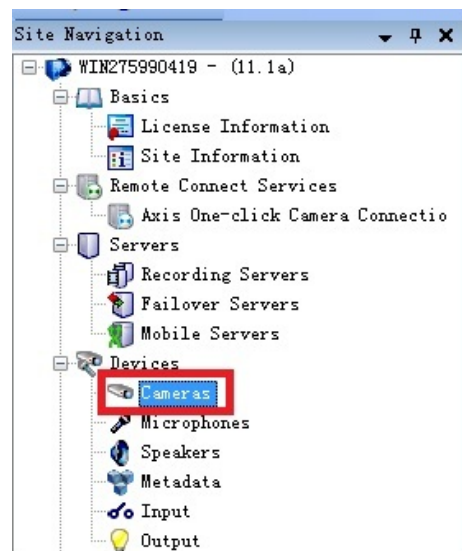 Site Navigation
WIN275990419 - (11.1a)
Basics
License Information
Site Information
Remote Connect Services
Axis One-click Camera Connectio
Servers
Recording Servers
Failover Servers
Mobile Servers
Devices
Cameras
Microphones
Speakers
Metadata
Input
Output